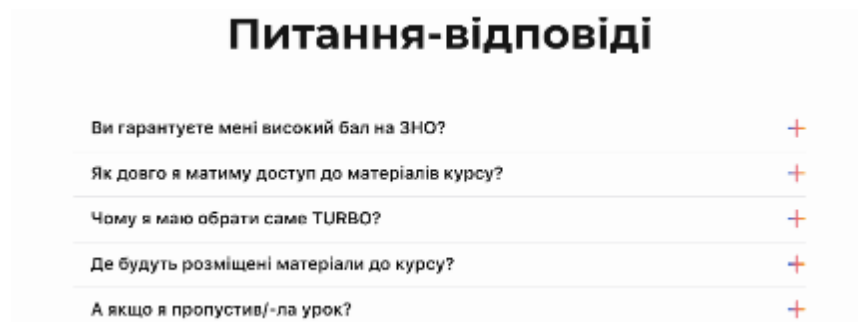 Питання-відповіді
Ви гарантуєте мені високий бал на ЗНО?
Як довго я матиму доступ до матеріалів курсу?
Чому я маю обрати саме TURBO?
Де будуть розміщені матеріали до курсу?
А якщо я пропустив/-ла урок?